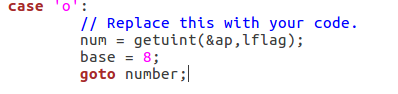 case 'o':
// Replace this with your code.
num = getuint(&ap,lflag);
base = 8;
goto number;